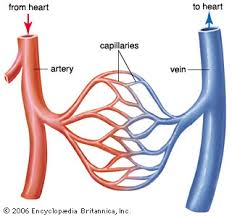 from heart
to heart
capillaries
artery
vein
© 2006 Encyclopædia Britannica, Inc.